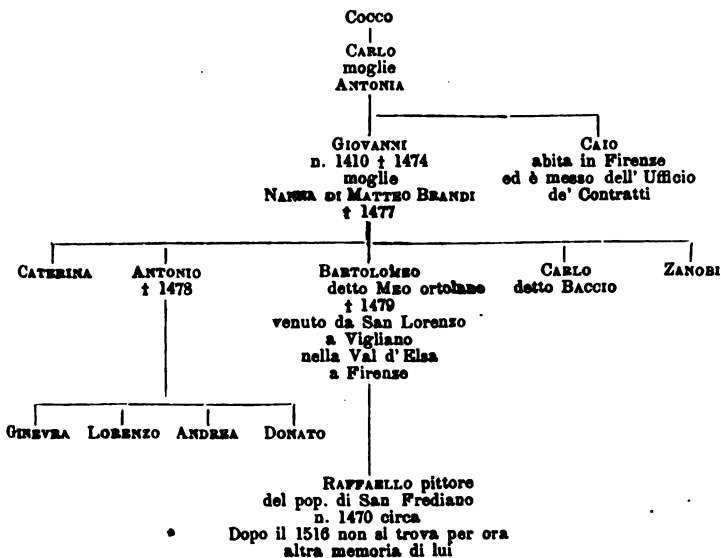 COCCO
CARLO
moglie
ANTONIA
GIOVANNI
n. 1410 † 1474
moglie
NANNA DI MATTEO BRANDI
† 1477
CAIO
abita in Firenze
ed è messo dell' Ufficio
de' Contratti
CATERINA
ANTONIO
† 1478
BARTOLOMEO
detto MEO ortolano
† 1479
venuto da San Lorenzo
a Vigliano
nella Val d'Elsa
a Firenze
CARLO
detto BACCIO
ZANOBI
GINEVRA LORENZO ANDREA DONATO
RAFFAELLO pittore
del pop. di San Frediano
n. 1470 circa
Dopo il 1516 non si trova per ora
altra memoria di lui